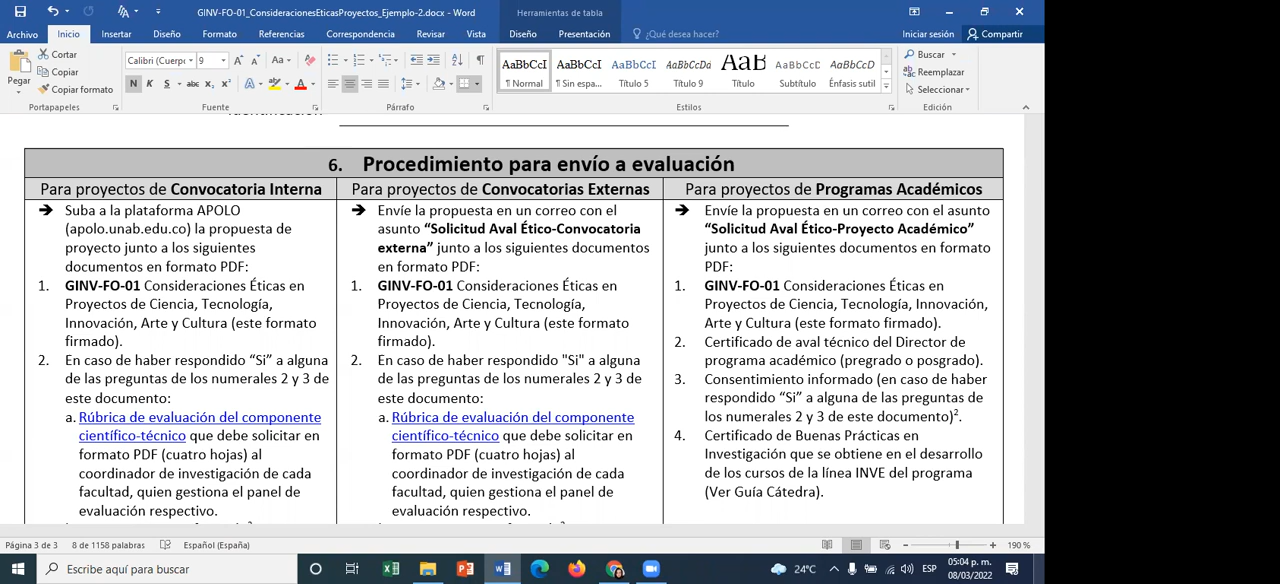 GINV-FO-01_ConsideracionesEticasProyectos_Ejemplo-2.docx - Word
Herramientas de tabla
Archivo Inicio Insertar Diseño Formato Referencias Correspondencia Revisar Vista Diseño Presentación ¿Qué desea hacer? Iniciar sesión Compartir
Pegar
Cortar
Copiar
Copiar formato
Portapapeles
Calibri (Cuerp 9
N K S abc x₂ x²
Fuente
Párrafo
AaBbCcI AaBbCcI AaBbCcI AaBbCcDa AaB AaBbCcD AaBbCcD
¶ Normal ¶ Sin espa... Título 5 Título 9 Título Subtítulo Énfasis sutil
Estilos
Buscar
Reemplazar
Seleccionar
Edición
6. Procedimiento para envío a evaluación
Para proyectos de Convocatoria Interna
➔ Suba a la plataforma APOLO
(apolo.unab.edu.co) la propuesta de
proyecto junto a los siguientes
documentos en formato PDF:
1. GINV-FO-01 Consideraciones Éticas en
Proyectos de Ciencia, Tecnología,
Innovación, Arte y Cultura (este formato
firmado).
2. En caso de haber respondido “Si” a alguna
de las preguntas de los numerales 2 y 3 de
este documento:
a. Rúbrica de evaluación del componente
científico-técnico que debe solicitar en
formato PDF (cuatro hojas) al
coordinador de investigación de cada
facultad, quien gestiona el panel de
evaluación respectivo.
Para proyectos de Convocatorias Externas
➔ Envíe la propuesta en un correo con el
asunto “Solicitud Aval Ético-Convocatoria
externa” junto a los siguientes documentos
en formato PDF:
1. GINV-FO-01 Consideraciones Éticas en
Proyectos de Ciencia, Tecnología,
Innovación, Arte y Cultura (este formato
firmado).
2. En caso de haber respondido "Si" a alguna
de las preguntas de los numerales 2 y 3 de
este documento:
a. Rúbrica de evaluación del componente
científico-técnico que debe solicitar en
formato PDF (cuatro hojas) al
coordinador de investigación de cada
facultad, quien gestiona el panel de
evaluación respectivo.
Para proyectos de Programas Académicos
➔ Envíe la propuesta en un correo con el asunto
“Solicitud Aval Ético-Proyecto Académico”
junto a los siguientes documentos en formato
PDF:
1. GINV-FO-01 Consideraciones Éticas en
Proyectos de Ciencia, Tecnología, Innovación,
Arte y Cultura (este formato firmado).
2. Certificado de aval técnico del Director de
programa académico (pregrado o posgrado).
3. Consentimiento informado (en caso de haber
respondido “Si” a alguna de las preguntas de
los numerales 2 y 3 de este documento)².
4. Certificado de Buenas Prácticas en
Investigación que se obtiene en el desarrollo
de los cursos de la línea INVE del programa
(Ver Guía Cátedra).
Página 3 de 3 8 de 1158 palabras Español (España) 190 %
Escribe aquí para buscar
24°C ESP 05:04 p. m.
08/03/2022